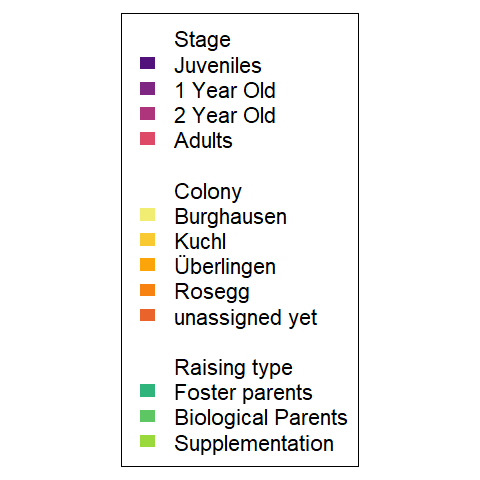 Stage
Juveniles
1 Year Old
2 Year Old
Adults
Colony
Burghausen
Kuchl
Überlingen
Rosegg
unassigned yet
Raising type
Foster parents
Biological Parents
Supplementation